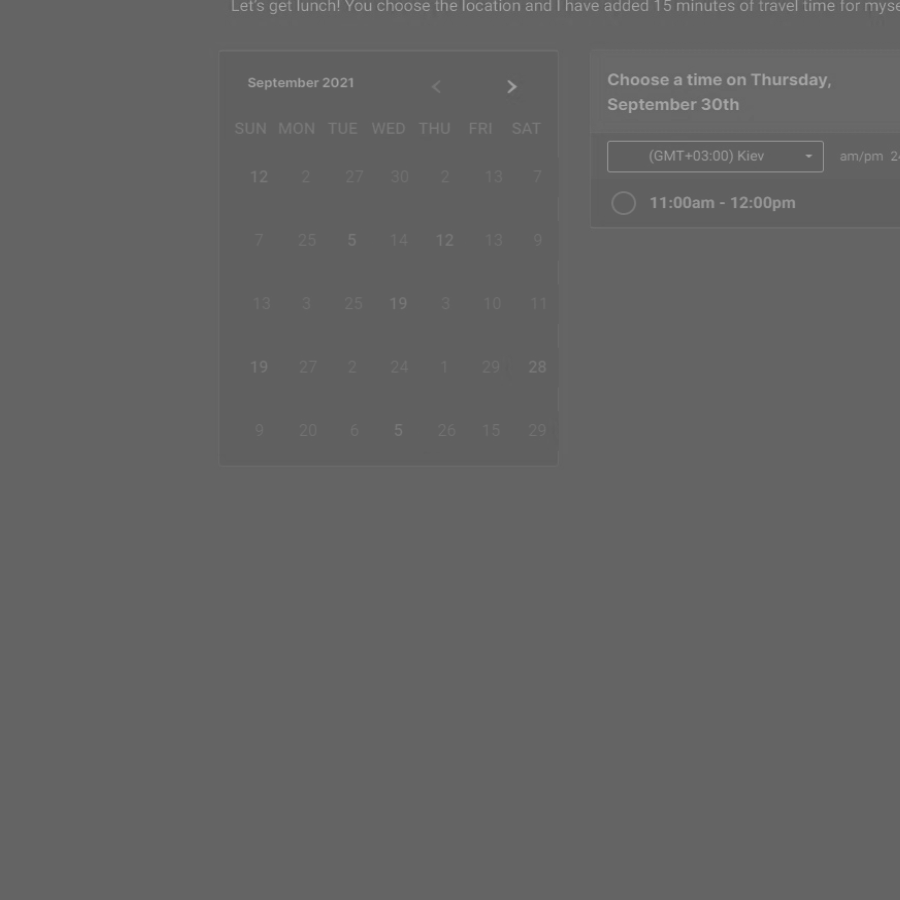 Let's get lunch! You choose the location and I have added 15 minutes of travel time for myse
September 2021
SUN MON TUE WED THU FRI SAT
12 2 27 30 2 13 7
7 25 5 14 12 13 9
13 3 25 19 3 10 11
19 27 2 24 1 29 28
9 20 6 5 26 15 29
Choose a time on Thursday,
September 30th
(GMT+03:00) Kiev am/pm 2
11:00am - 12:00pm